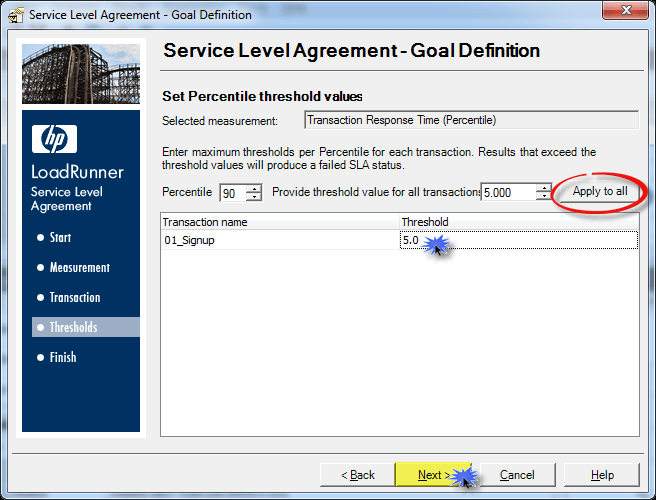 Service Level Agreement - Goal Definition
Service Level Agreement - Goal Definition
Set Percentile threshold values
Selected measurement: Transaction Response Time (Percentile)
Enter maximum thresholds per Percentile for each transaction. Results that exceed the
threshold values will produce a failed SLA status.
Percentile 90 Provide threshold value for all transactions 5.000 Apply to all
Transaction name Threshold
01_Signup 5.0
hp
LoadRunner
Service Level
Agreement
Start
Measurement
Transaction
Thresholds
Finish
< Back Next > Cancel Help